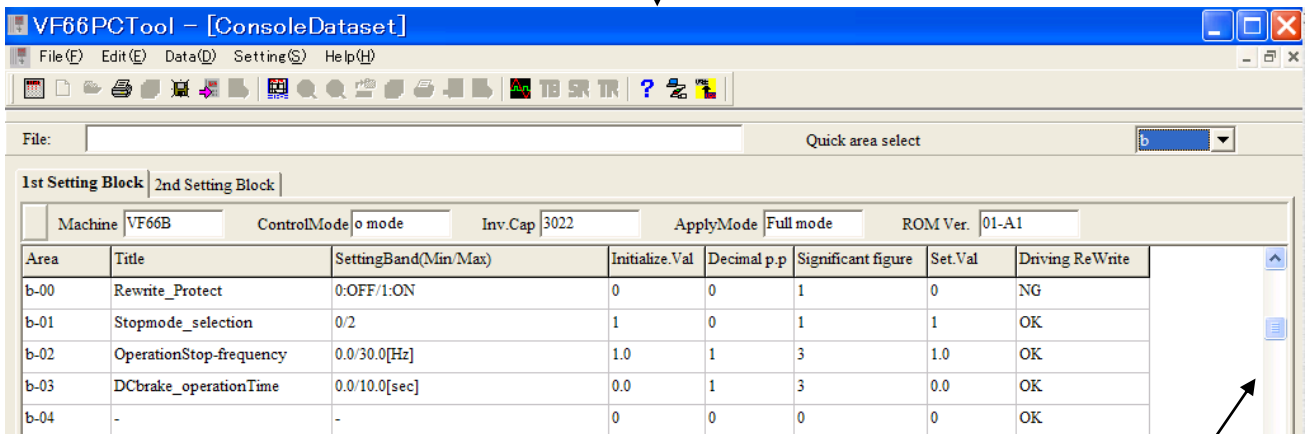 VF66PCTool - [ConsoleDataset]
File(F) Edit(E) Data(D) Setting(S) Help(H)
TB SR TR ?
File: Quick area select b
1st Setting Block 2nd Setting Block
Machine VF66B ControlMode o mode Inv.Cap 3022 ApplyMode Full mode ROM Ver. 01-A1
Area Title SettingBand(Min/Max) Initialize.Val Decimal p.p Significant figure Set.Val Driving ReWrite
b-00 Rewrite_Protect 0:OFF/1:ON 0 0 1 0 NG
b-01 Stopmode_selection 0/2 1 0 1 1 OK
b-02 OperationStop-frequency 0.0/30.0[Hz] 1.0 1 3 1.0 OK
b-03 DCbrake_operationTime 0.0/10.0[sec] 0.0 1 3 0.0 OK
b-04 - - 0 0 0 0 OK